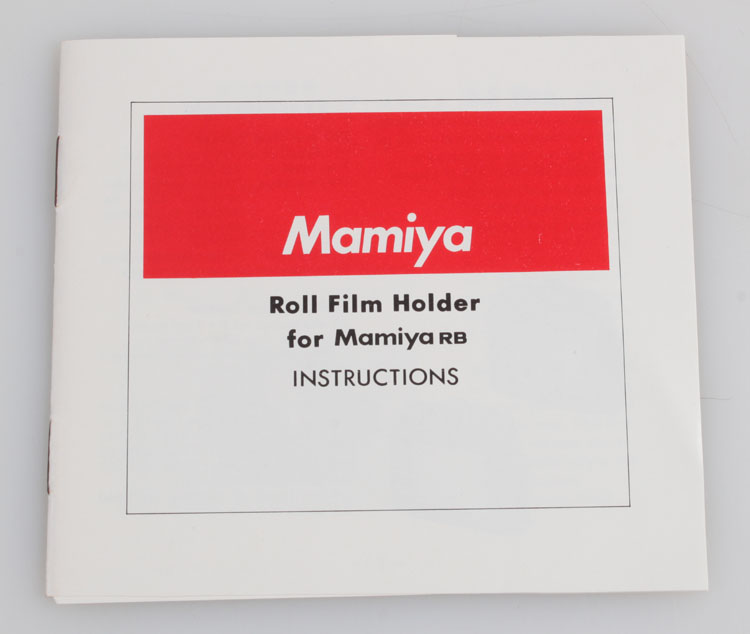 Mamiya
Roll Film Holder
for Mamiya RB
INSTRUCTIONS